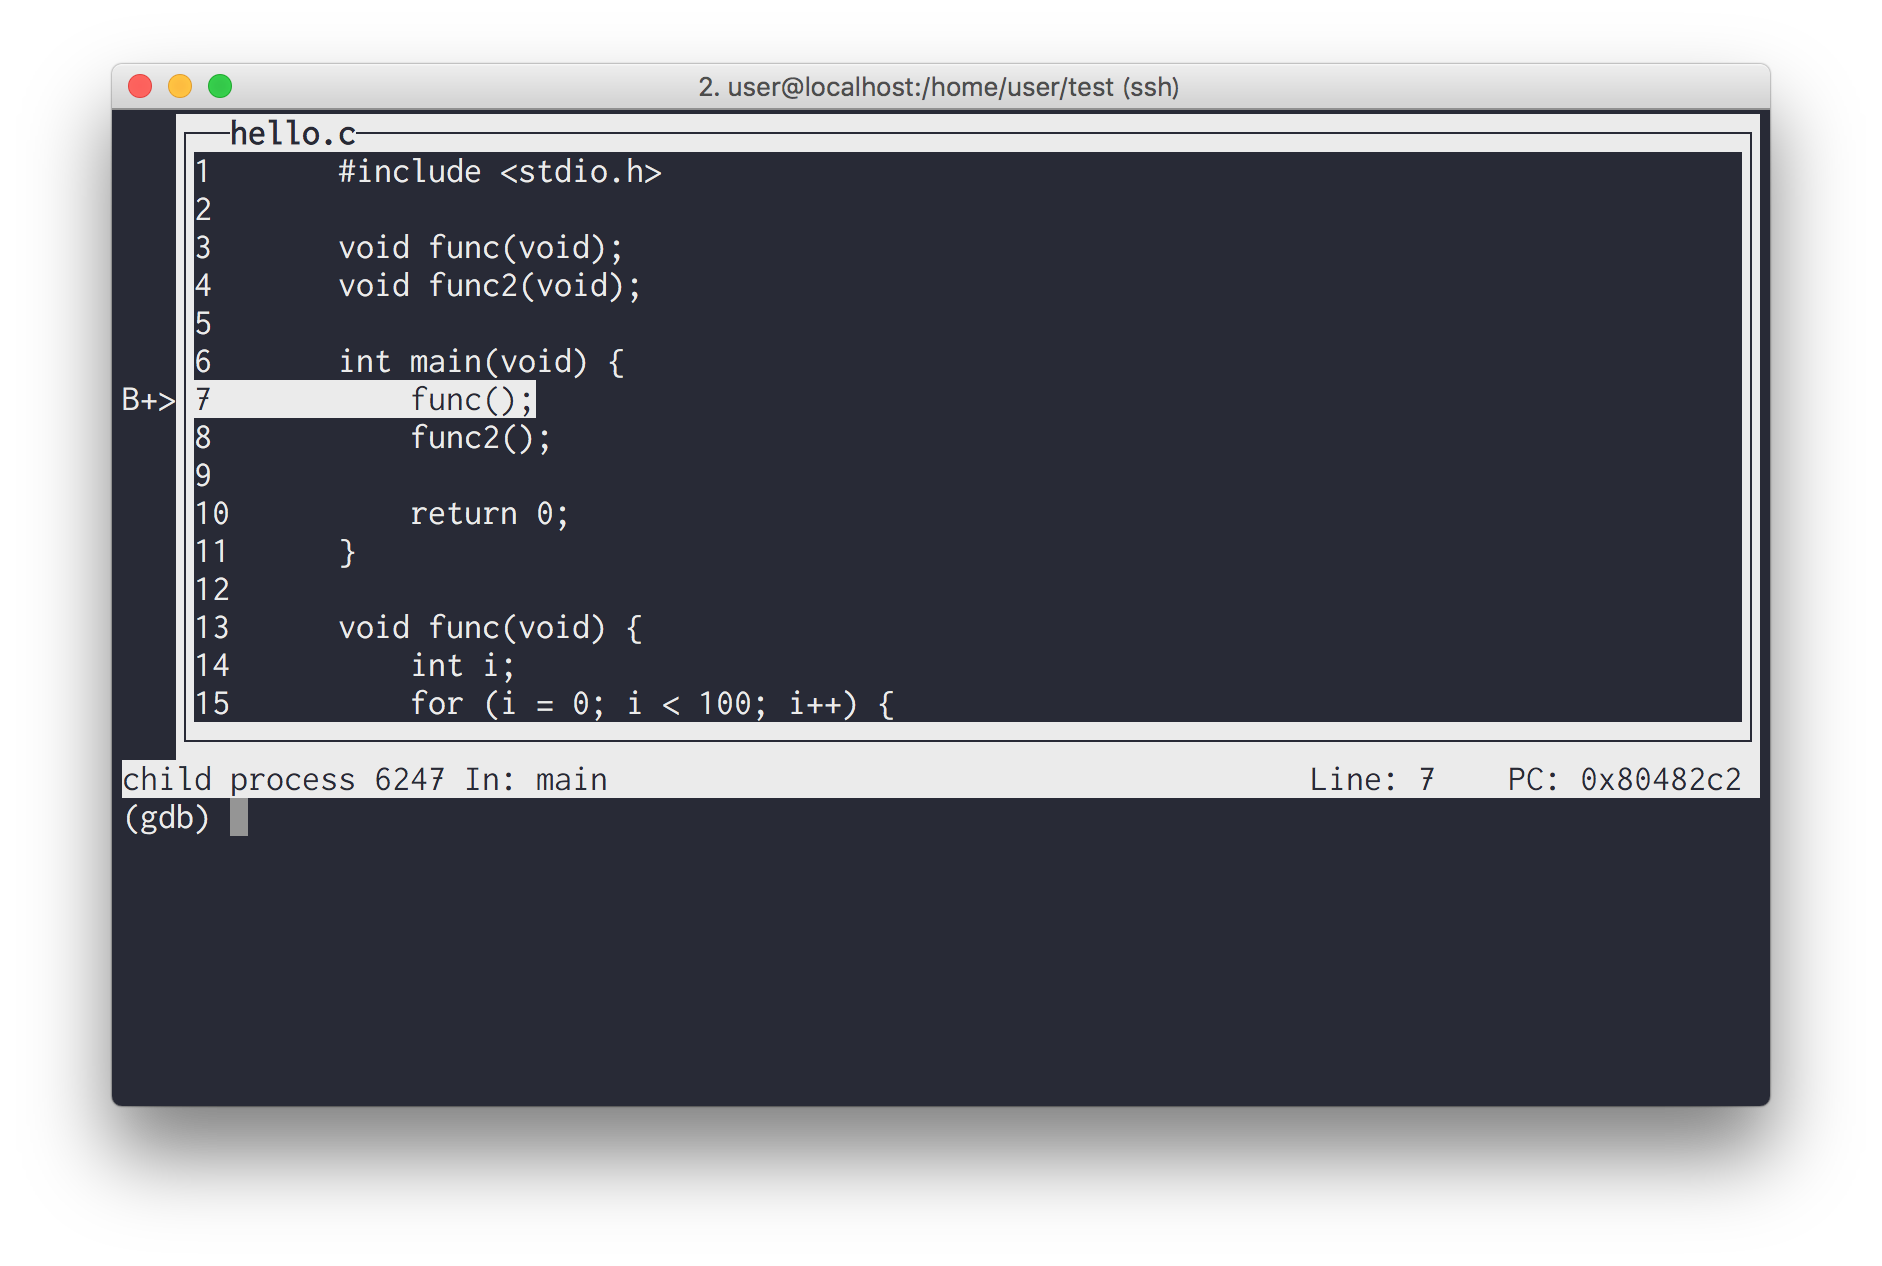 2. user@localhost:/home/user/test (ssh)
hello.c
1 #include <stdio.h>
2
3 void func(void);
4 void func2(void);
5
6 int main(void) {
B+> 7 func();
8 func2();
9
10 return 0;
11 }
12
13 void func(void) {
14 int i;
15 for (i = 0; i < 100; i++) {
child process 6247 In: main Line: 7 PC: 0x80482c2
(gdb)